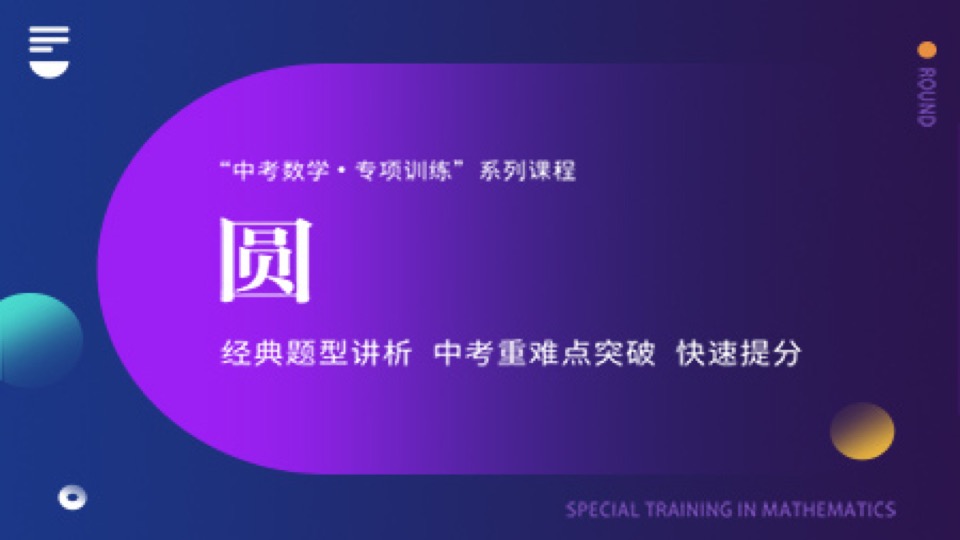 “中考数学·专项训练”系列课程
圆
经典题型讲析 中考重难点突破 快速提分
ROUND
SPECIAL TRAINING IN MATHEMATICS